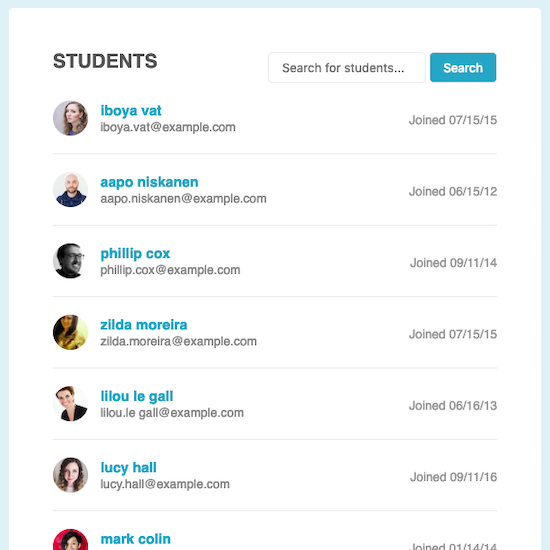 STUDENTS
Search for students...
Search
iboya vat
iboya.vat@example.com
Joined 07/15/15
aapo niskanen
aapo.niskanen@example.com
Joined 06/15/12
phillip cox
phillip.cox@example.com
Joined 09/11/14
zilda moreira
zilda.moreira@example.com
Joined 07/15/15
lilou le gall
lilou.le gall@example.com
Joined 06/16/13
lucy hall
lucy.hall@example.com
Joined 09/11/16
mark colin
Joined 01/14/14